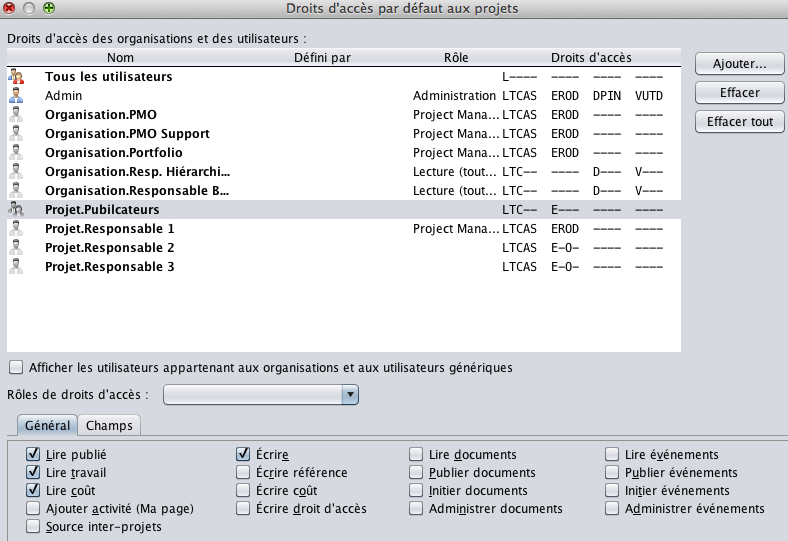 Droits d'accès par défaut aux projets
Droits d'accès des organisations et des utilisateurs :
Nom Défini par Rôle Droits d'accès
Tous les utilisateurs L---- ---- ---- ----
Admin Administration LTCAS EROD DPIN VUTD
Organisation.PMO Project Mana... LTCAS EROD ---- ----
Organisation.PMO Support Project Mana... LTCAS EROD ---- ----
Organisation.Portfolio Project Mana... LTCAS EROD ---- ----
Organisation.Resp. Hiérarchi... Lecture (tout... LTC-- ---- D--- V---
Organisation.Responsable B... Lecture (tout... LTC-- ---- D--- V---
Projet.Pubilcateurs LTC-- E--- ---- ----
Projet.Responsable 1 Project Mana... LTCAS EROD ---- ----
Projet.Responsable 2 LTCAS E-O- ---- ----
Projet.Responsable 3 LTCAS E-O- ---- ----
Ajouter...
Effacer
Effacer tout
Afficher les utilisateurs appartenant aux organisations et aux utilisateurs génériques
Rôles de droits d'accès :
Général Champs
Lire publié Écrire Lire documents Lire événements
Lire travail Écrire référence Publier documents Publier événements
Lire coût Écrire coût Initier documents Initier événements
Ajouter activité (Ma page) Écrire droit d'accès Administrer documents Administrer événements
Source inter-projets